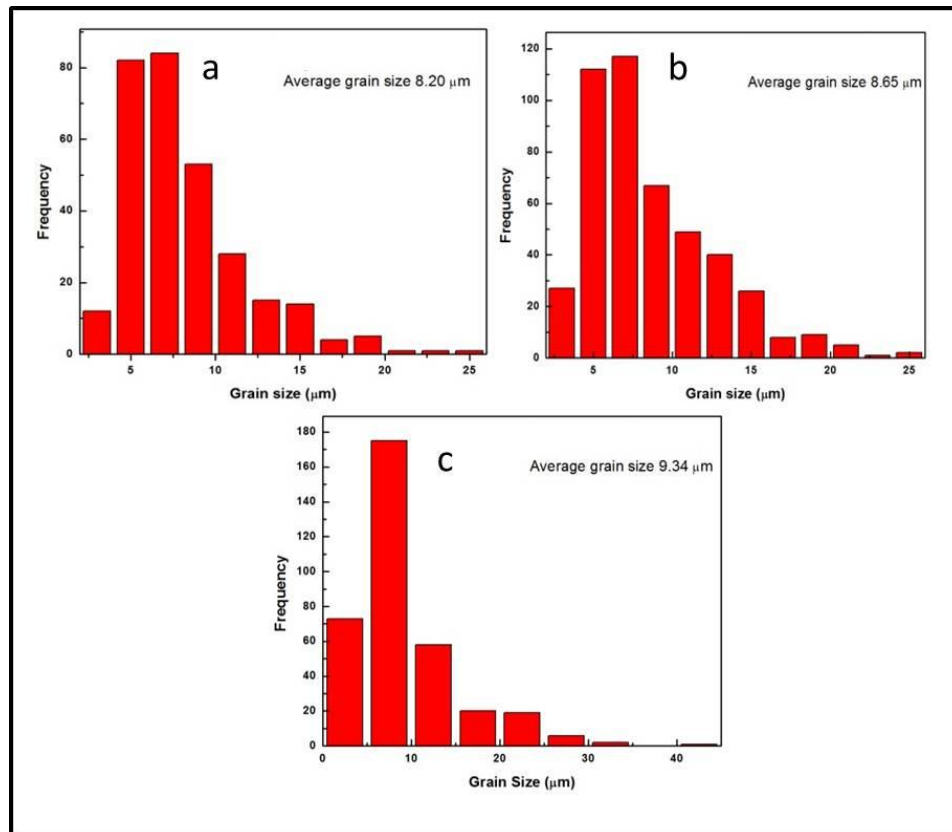 a
Average grain size 8.20 μm
80
60
40
20
0
Frequency
5 10 15 20 25
Grain size (μm)
b
Average grain size 8.65 μm
120
100
80
60
40
20
0
Frequency
5 10 15 20 25
Grain size (μm)
c
Average grain size 9.34 μm
180
160
140
120
100
80
60
40
20
0
Frequency
0 10 20 30 40
Grain Size (μm)